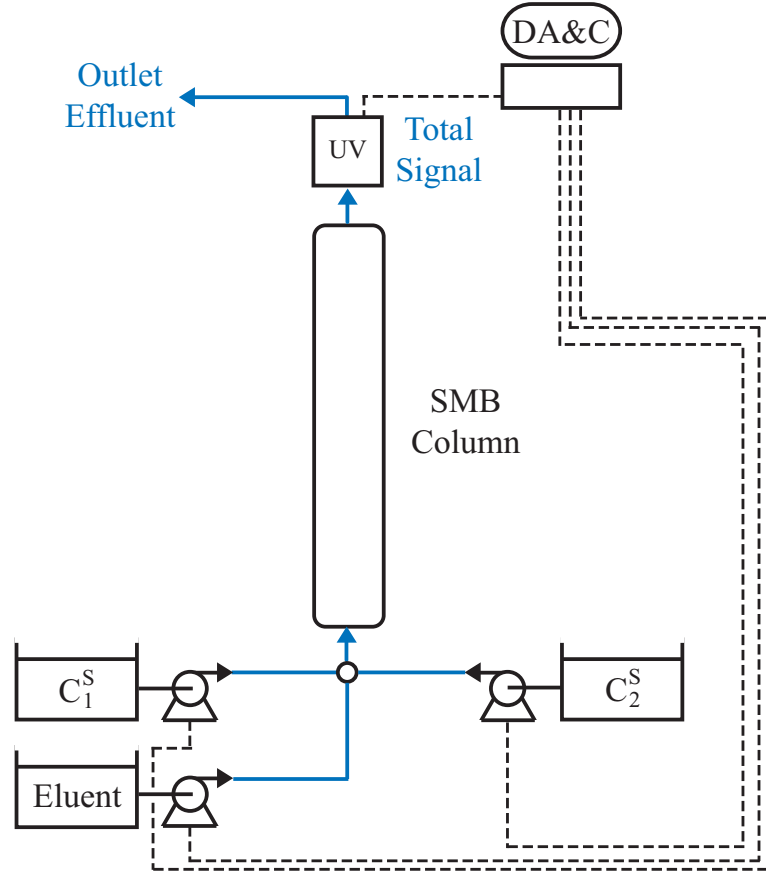 DA&C
Outlet
Effluent
UV
Total
Signal
SMB
Column
C₁ˢ
C₂ˢ
Eluent